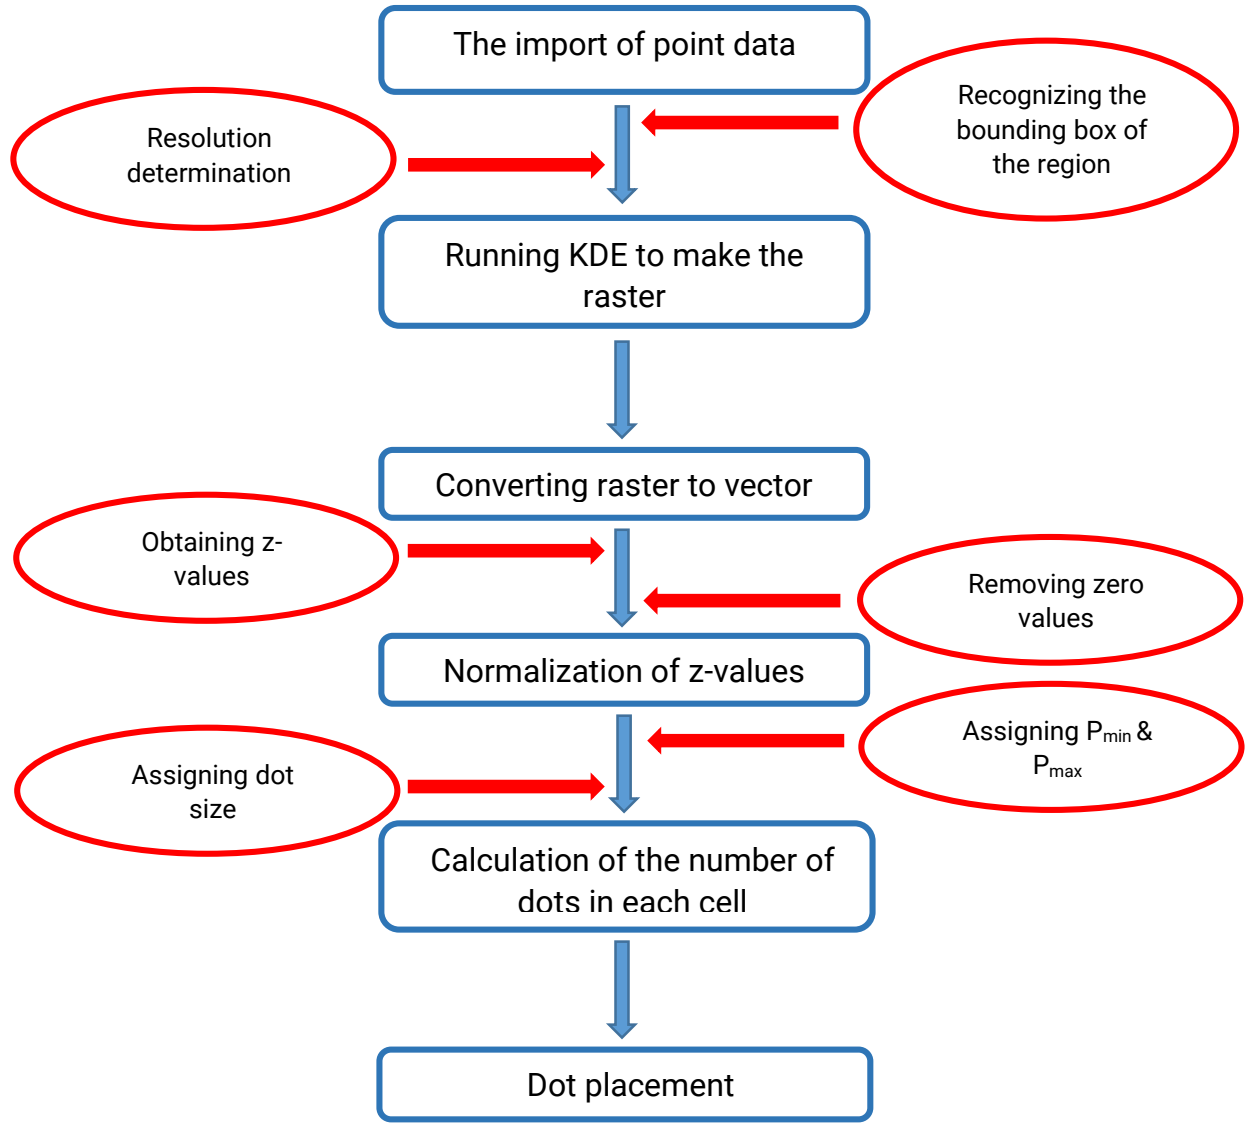 The import of point data
Recognizing the
bounding box of
the region
Resolution
determination
Running KDE to make the
raster
Converting raster to vector
Obtaining z-
values
Removing zero
values
Normalization of z-values
Assigning Pmin &
Pmax
Assigning dot
size
Calculation of the number of
dots in each cell
Dot placement